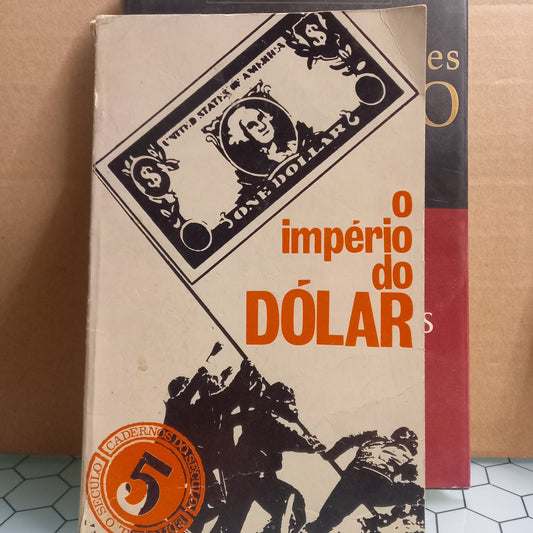 UNITED STATES OF AMERICA
ONE DOLLAR
o
império
do
DÓLAR
CADERNOS DO SÉCULO
5
O SÉCULO
es
O
s